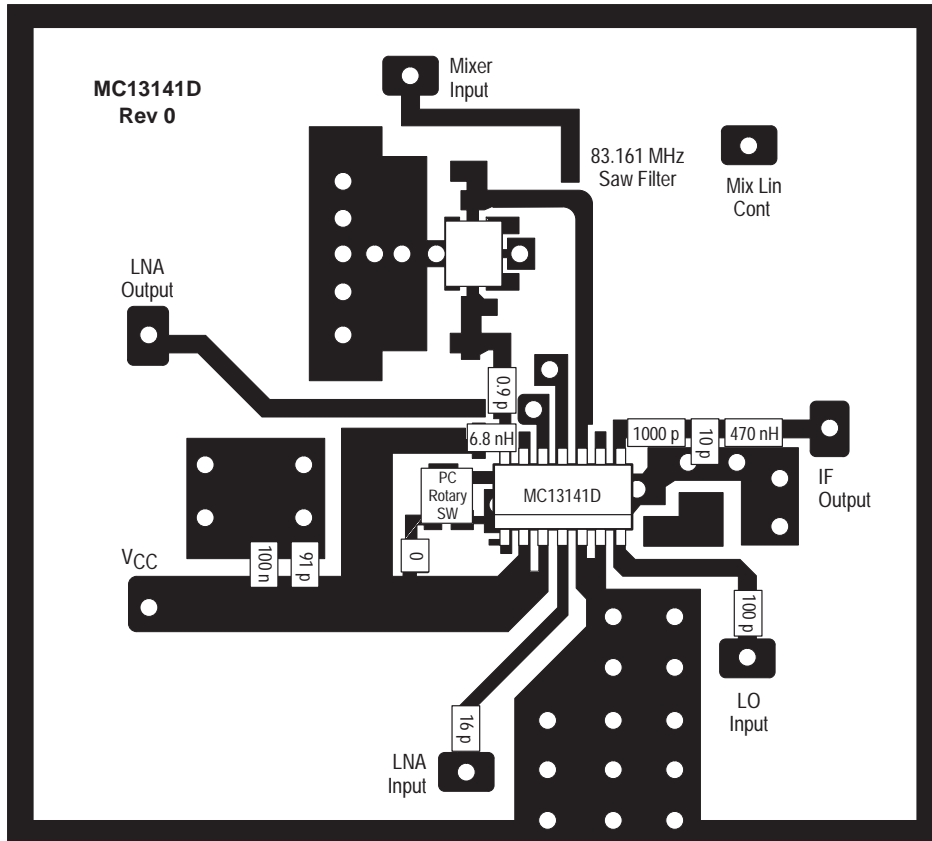 MC13141D
Rev 0
Mixer
Input
83.161 MHz
Saw Filter
Mix Lin
Cont
LNA
Output
0.9 p
6.8 nH
1000 p
10 p
470 nH
IF
Output
PC
Rotary
SW
MC13141D
VCC
100 n
91 p
0
100 p
LO
Input
16 p
LNA
Input